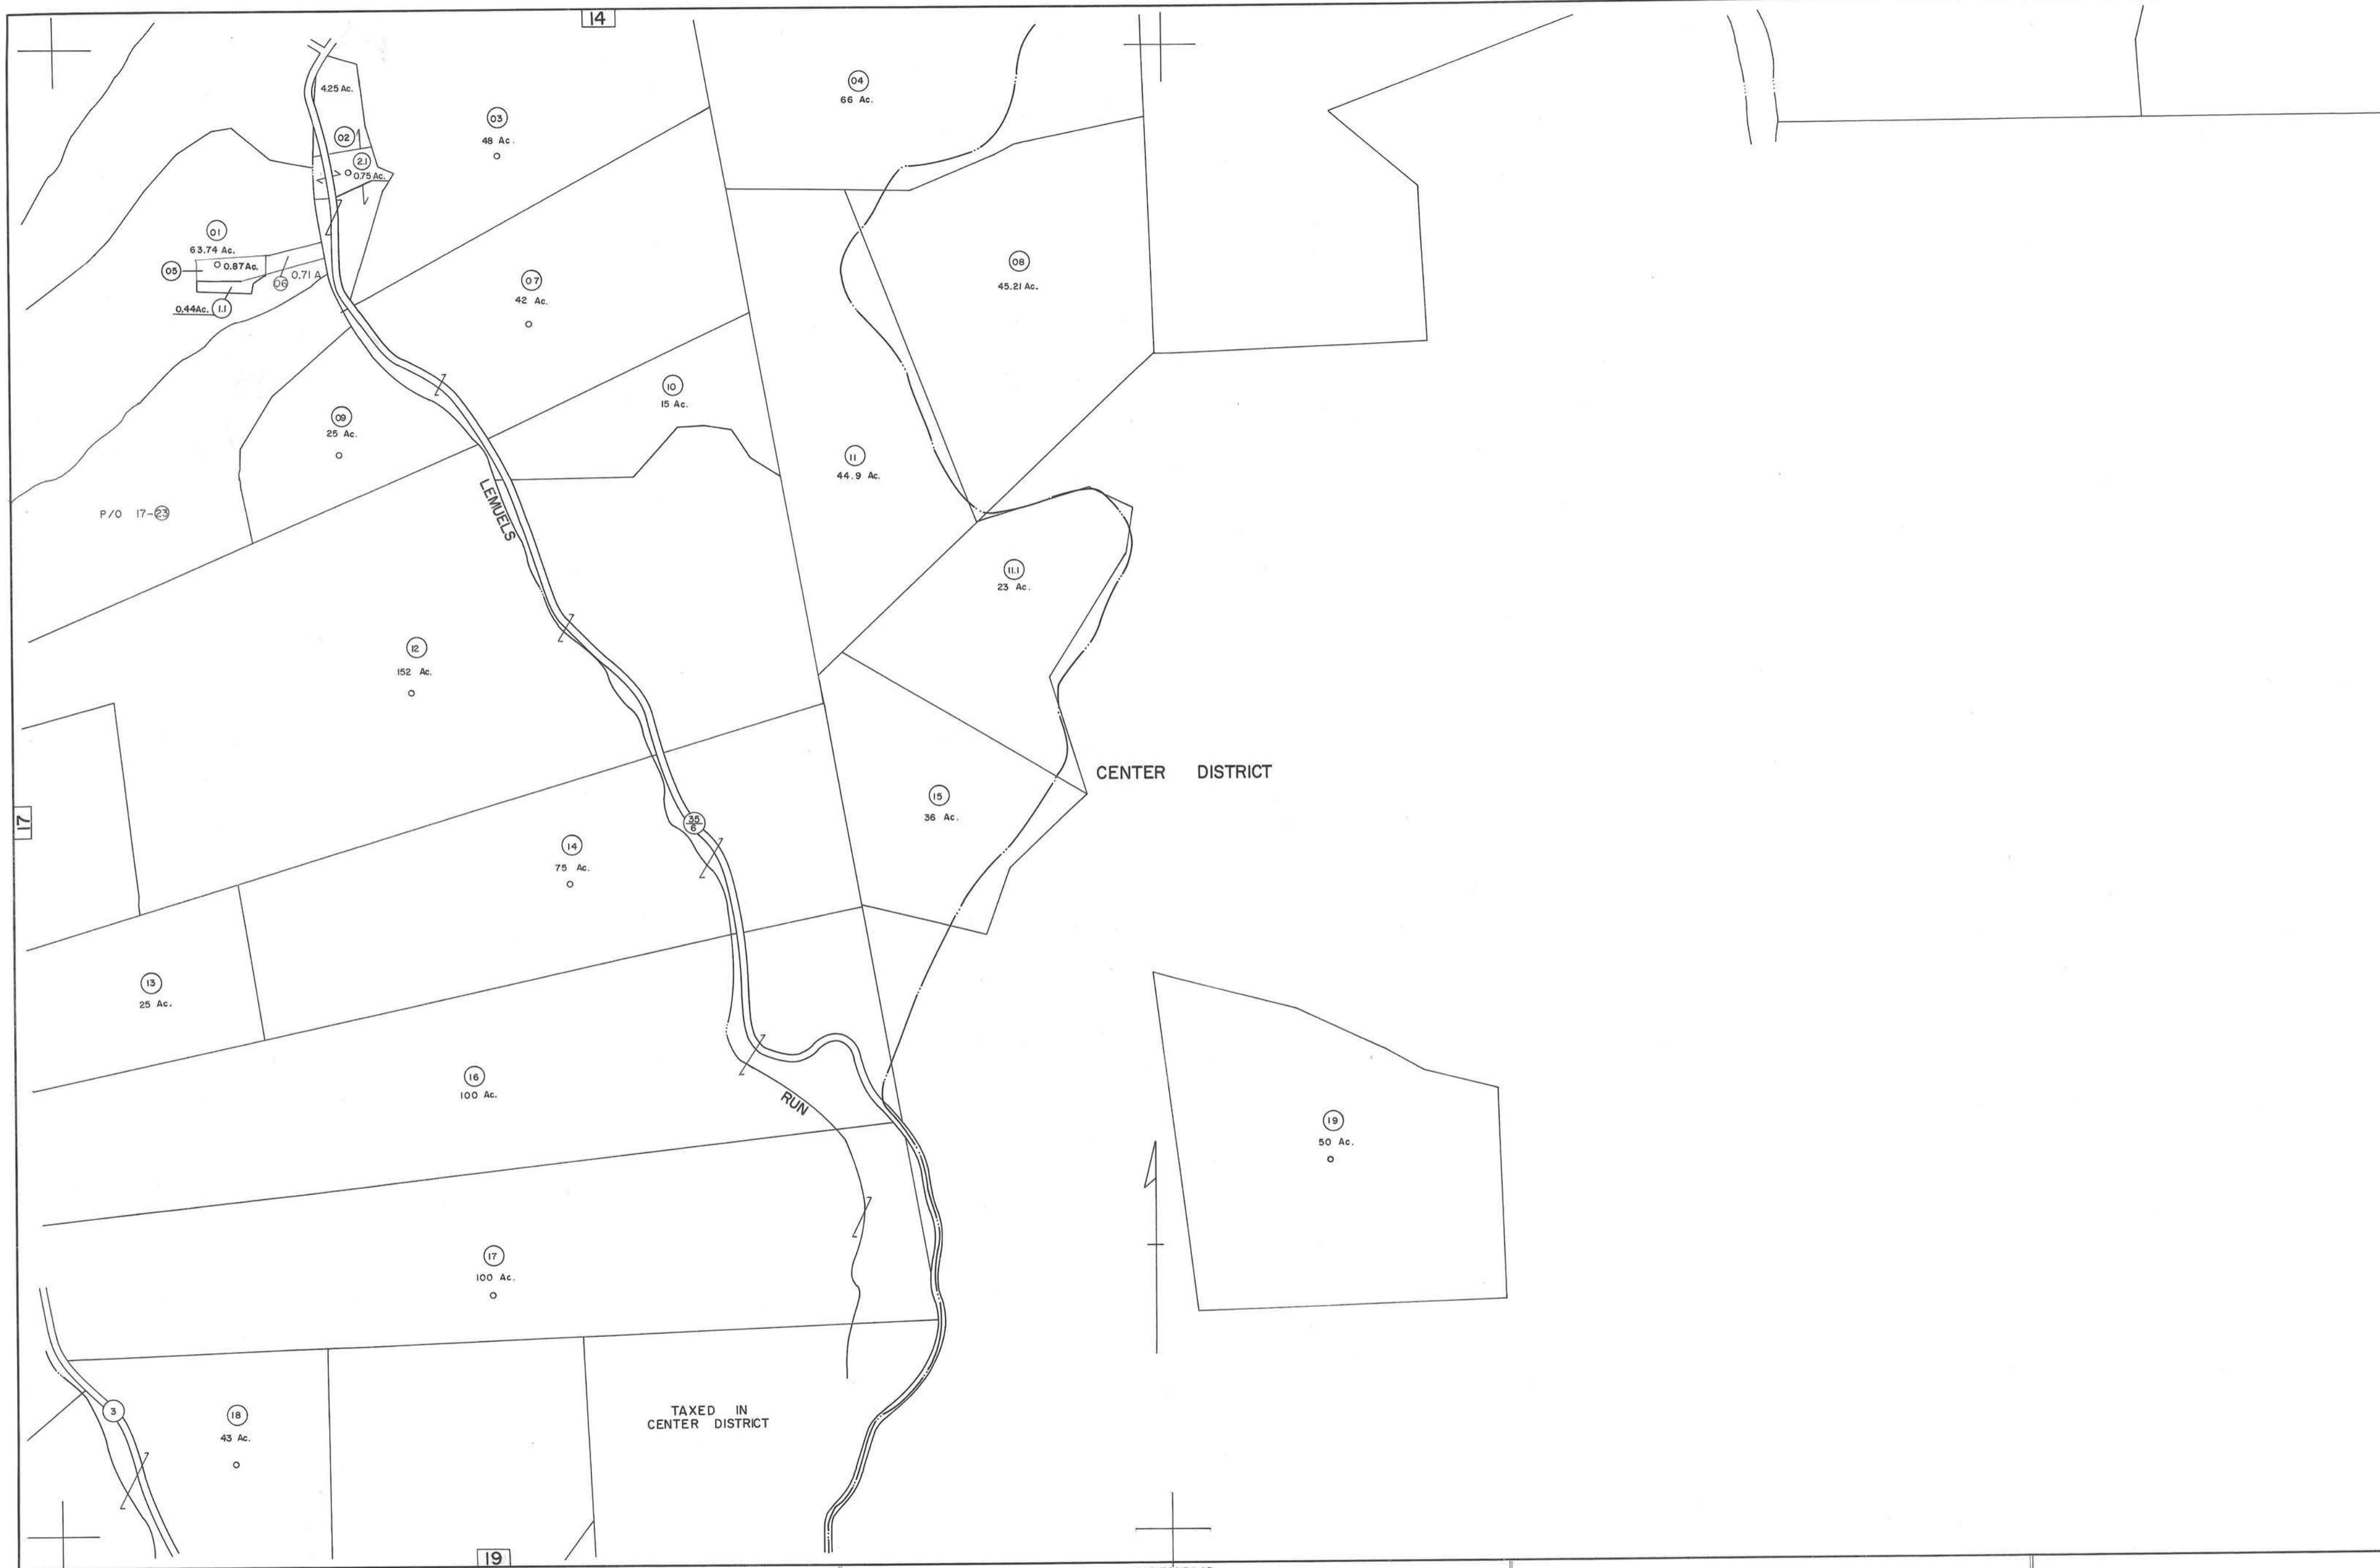 14
4.25 Ac.
02
2.1
0.75 Ac.
03
48 Ac.
04
66 Ac.
01
63.74 Ac.
05
0.87 Ac.
06
0.71 A
0.44 Ac.
1.1
07
42 Ac.
08
45.21 Ac.
09
25 Ac.
10
15 Ac.
11
44.9 Ac.
P/O 17-23
LEMUELS
11.1
23 Ac.
12
152 Ac.
CENTER DISTRICT
17
35
6
15
36 Ac.
14
75 Ac.
13
25 Ac.
16
100 Ac.
RUN
19
50 Ac.
17
100 Ac.
3
18
43 Ac.
TAXED IN
CENTER DISTRICT
19